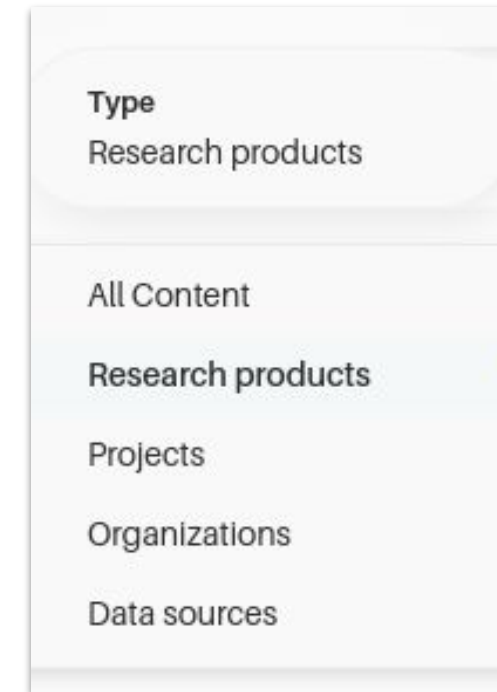 Type
Research products
All Content
Research products
Projects
Organizations
Data sources